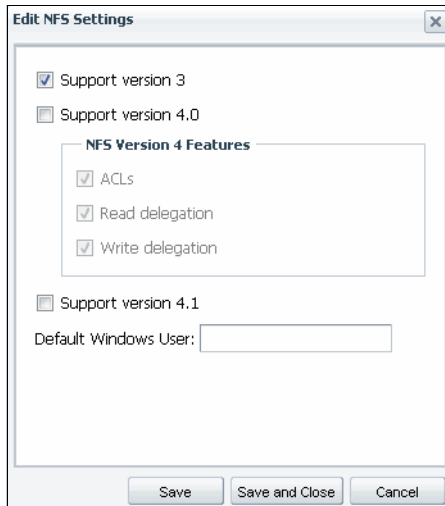 Edit NFS Settings
Support version 3
Support version 4.0
NFS Version 4 Features
ACLs
Read delegation
Write delegation
Support version 4.1
Default Windows User:
Save
Save and Close
Cancel